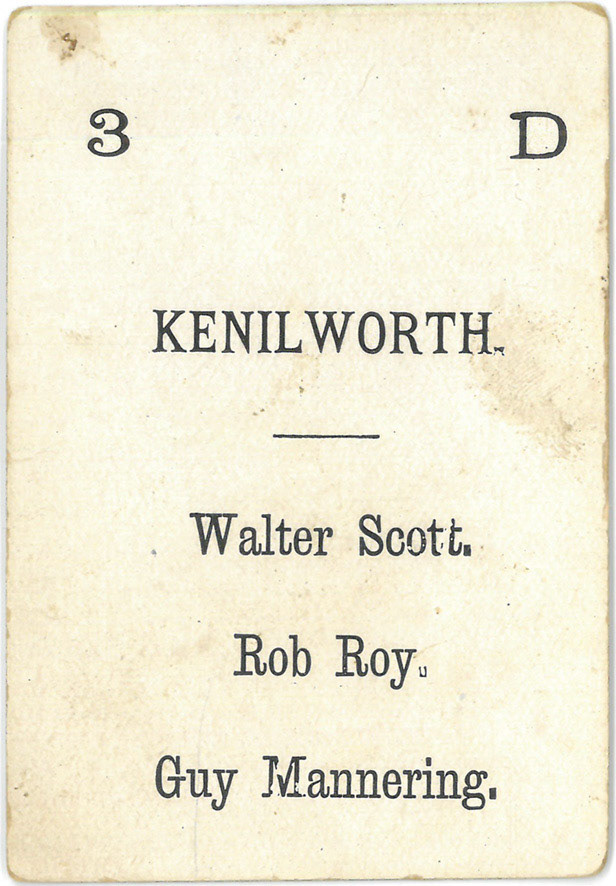 3 D
KENILWORTH.
Walter Scott.
Rob Roy.
Guy Mannering.